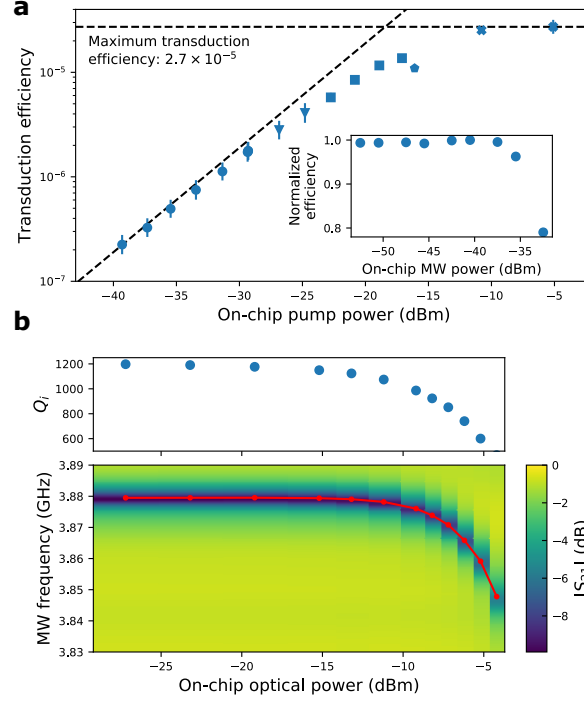 a
Maximum transduction
efficiency: 2.7 × 10⁻⁵
10⁻⁵
10⁻⁶
10⁻⁷
Transduction efficiency
−40 −35 −30 −25 −20 −15 −10 −5
On-chip pump power (dBm)
1.0
0.9
0.8
Normalized
efficiency
−50 −45 −40 −35
On-chip MW power (dBm)
b
1200
1000
800
600
Qᵢ
3.89
3.88
3.87
3.86
3.85
3.84
3.83
MW frequency (GHz)
−25 −20 −15 −10 −5
On-chip optical power (dBm)
0
−2
−4
−6
−8
|S₂₁| (dB)